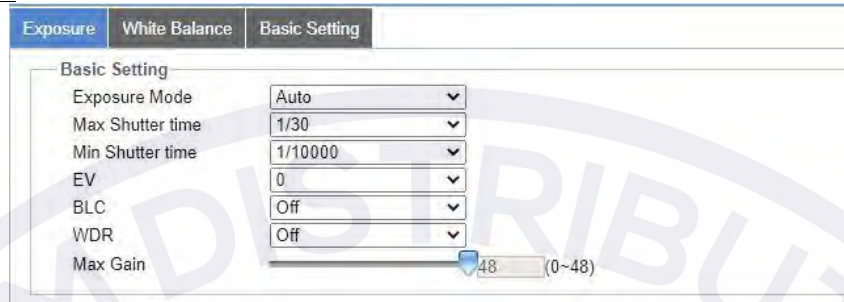 Exposure White Balance Basic Setting
Basic Setting
Exposure Mode Auto
Max Shutter time 1/30
Min Shutter time 1/10000
EV 0
BLC Off
WDR Off
Max Gain 48 (0~48)
M DISTRIBU